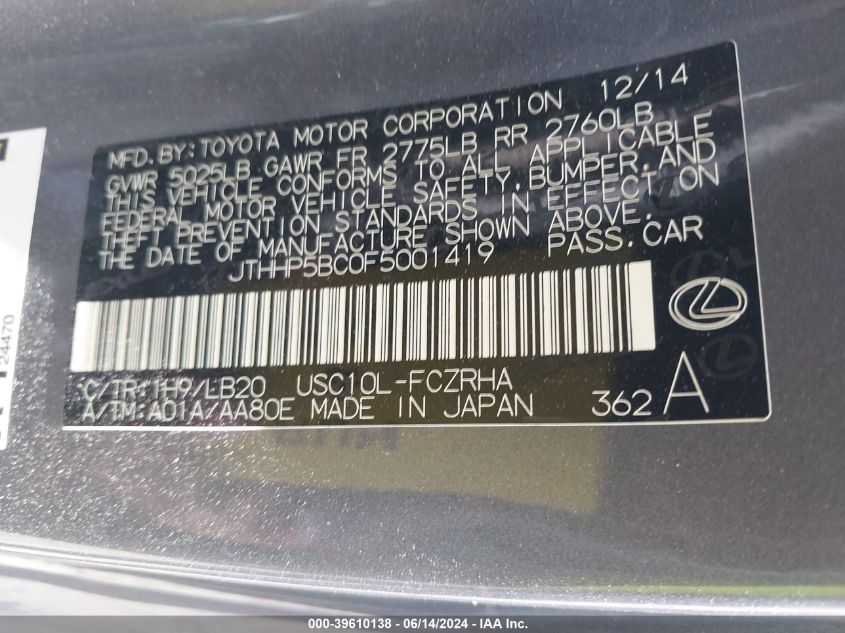 MFD. BY: TOYOTA MOTOR CORPORATION 12/14
GVWR 5025LB GAWR FR 2775LB RR 2760LB
THIS VEHICLE CONFORMS TO ALL APPLICABLE
FEDERAL MOTOR VEHICLE SAFETY, BUMPER, AND
THEFT PREVENTION STANDARDS IN EFFECT ON
THE DATE OF MANUFACTURE SHOWN ABOVE.
JTHHP5BC0F5001419 PASS. CAR
C/TR: 1H9/LB20 USC10L-FCZRHA
A/TM: A01A/AA80E MADE IN JAPAN 362 A
24470
000-39610138 - 06/14/2024 - IAA Inc.